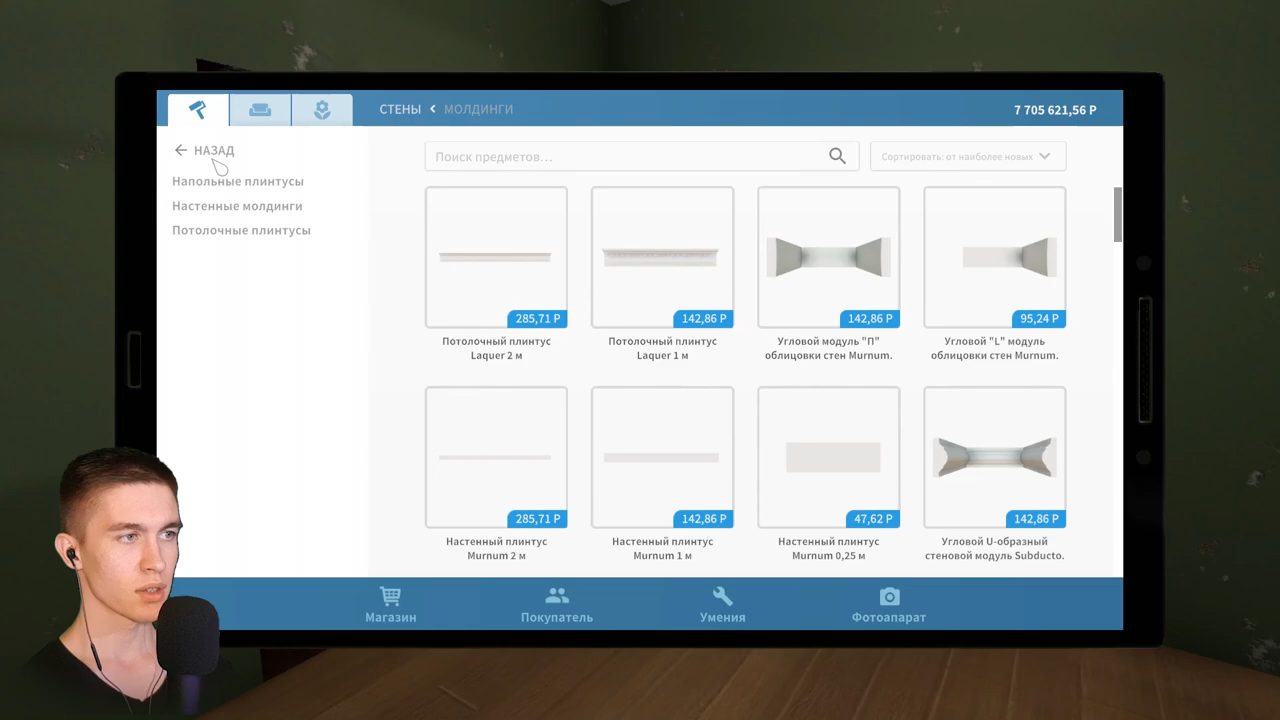 СТЕНЫ МОЛДИНГИ
7 705 621,56 Р
НАЗАД
Напольные плинтусы
Настенные молдинги
Потолочные плинтусы
Поиск предметов...
Сортировать: от наиболее новых
285,71 Р
142,86 Р
142,86 Р
95,24 Р
Потолочный плинтус
Laquer 2 м
Потолочный плинтус
Laquer 1 м
Угловой модуль "П"
облицовки стен Murnum.
Угловой "L" модуль
облицовки стен Murnum.
285,71 Р
142,86 Р
47,62 Р
142,86 Р
Настенный плинтус
Murnum 2 м
Настенный плинтус
Murnum 1 м
Настенный плинтус
Murnum 0,25 м
Угловой U-образный
стеновой модуль Subducto.
Магазин
Покупатель
Умения
Фотоаппарат